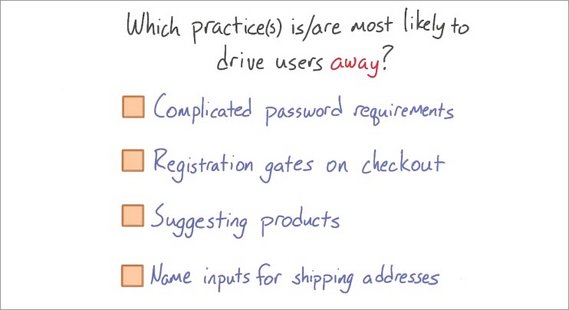 Which practice(s) is/are most likely to
drive users away?
Complicated password requirements
Registration gates on checkout
Suggesting products
Name inputs for shipping addresses